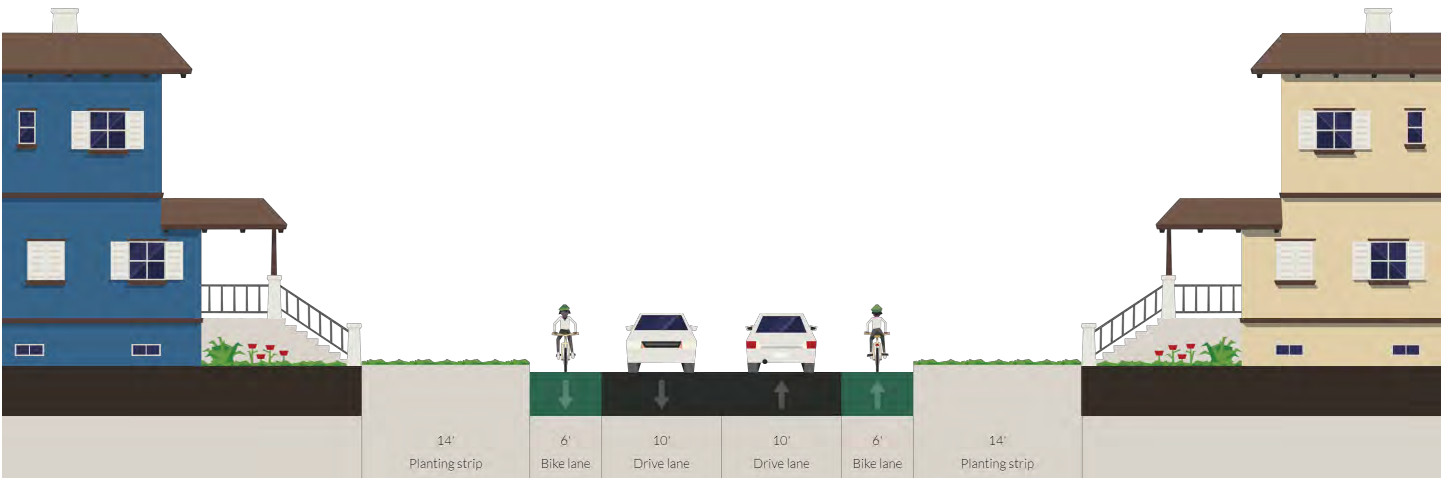 14' 6' 10' 10' 6' 14'
Planting strip Bike lane Drive lane Drive lane Bike lane Planting strip